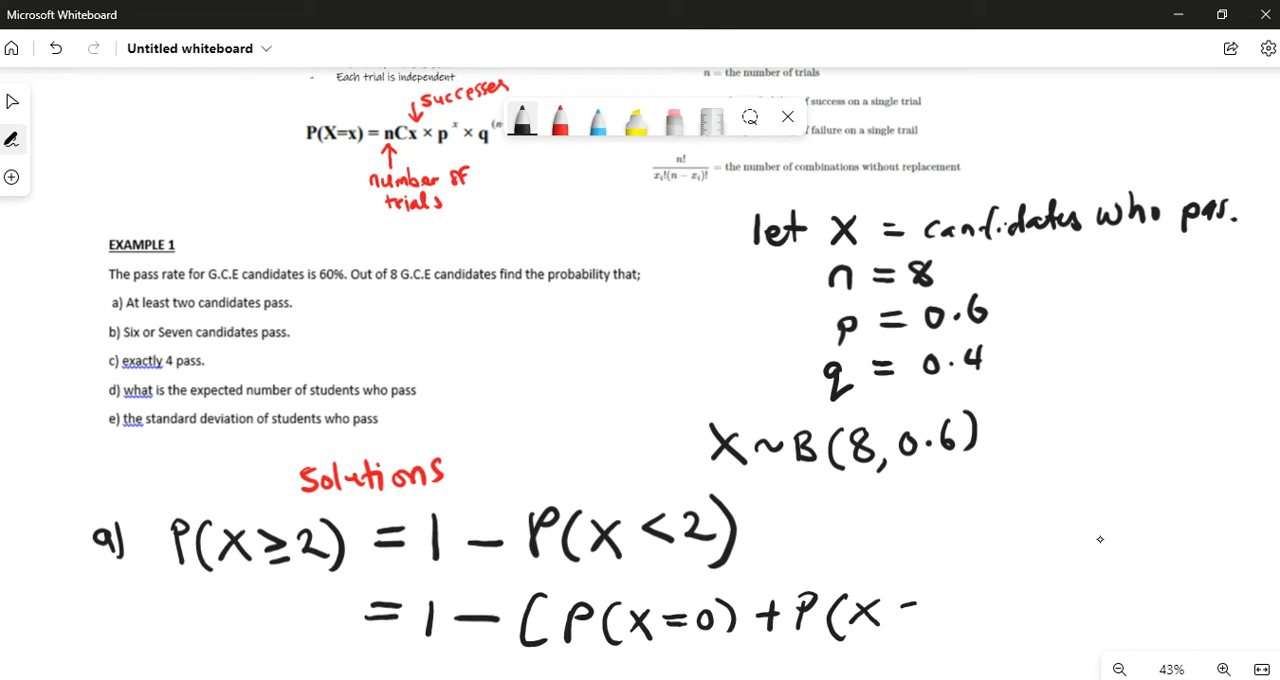 Microsoft Whiteboard
Untitled whiteboard
- Each trial is independent
n = the number of trials
successes
f success on a single trial
P(X=x) = nCx × p^x × q^(n
f failure on a single trail
n! / x₁!(n − x₁)! = the number of combinations without replacement
number of
trials
let X = candidates who pas.
EXAMPLE 1
The pass rate for G.C.E candidates is 60%. Out of 8 G.C.E candidates find the probability that;
n = 8
a) At least two candidates pass.
p = 0.6
b) Six or Seven candidates pass.
c) exactly 4 pass.
q = 0.4
d) what is the expected number of students who pass
e) the standard deviation of students who pass
X~B(8,0.6)
Solutions
a) P(X≥2) = 1 − P(X<2)
= 1 − [P(X=0) + P(X -
43%